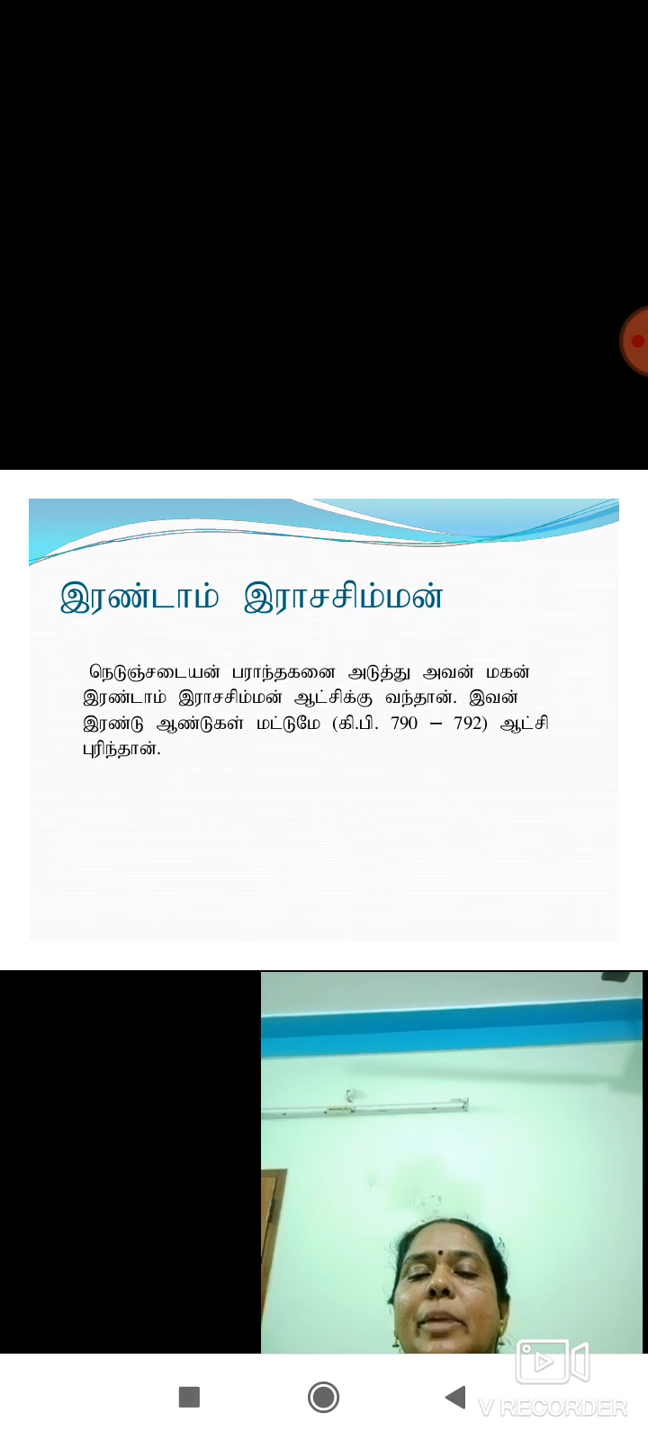 இரண்டாம் இராசசிம்மன்
நெடுஞ்சடையன் பராந்தகனை அடுத்து அவன் மகன்
இரண்டாம் இராசசிம்மன் ஆட்சிக்கு வந்தான். இவன்
இரண்டு ஆண்டுகள் மட்டுமே (கி.பி. 790 – 792) ஆட்சி
புரிந்தான்.
V RECORDER